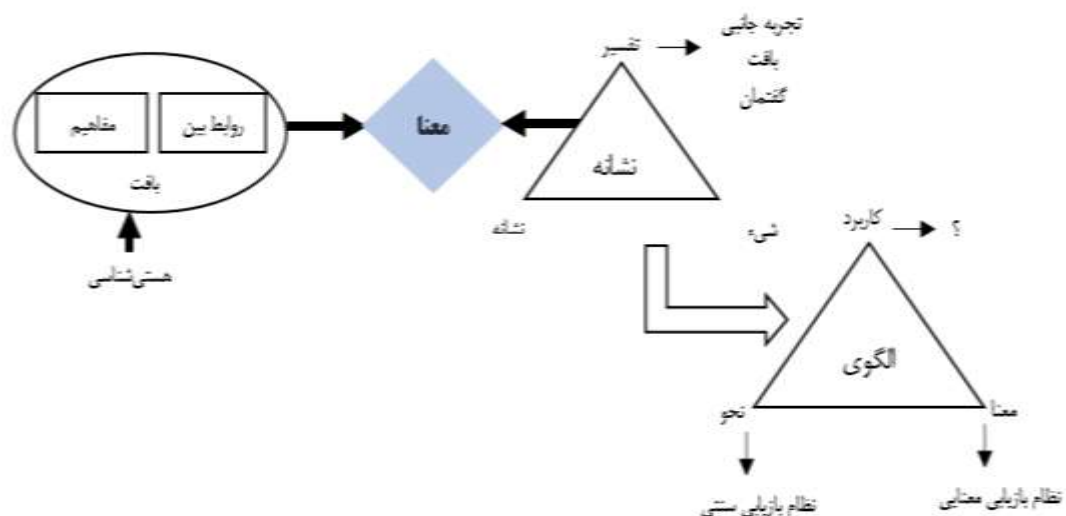 تجربه جانبی
تفسیر
بافت
گفتمان
روابط بین
مفاهیم
معنا
نشانه
بافت
نشانه
شیء
کاربرد
؟
هستی‌شناسی
الگوی
نحو
معنا
نظام بازیابی سنتی
نظام بازیابی معنایی